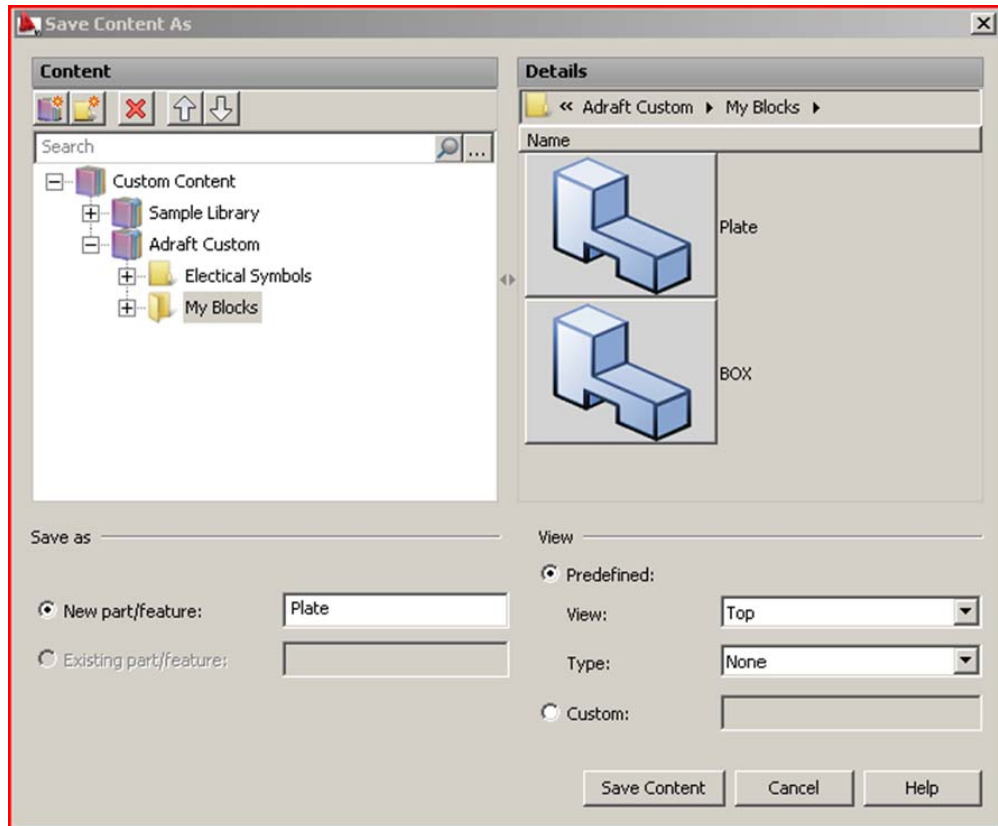 Save Content As
Content
Search
...
Custom Content
Sample Library
Adraft Custom
Electical Symbols
My Blocks
Details
« Adraft Custom ▸ My Blocks ▸
Name
Plate
BOX
Save as
New part/feature: Plate
Existing part/feature:
View
Predefined:
View: Top
Type: None
Custom:
Save Content Cancel Help